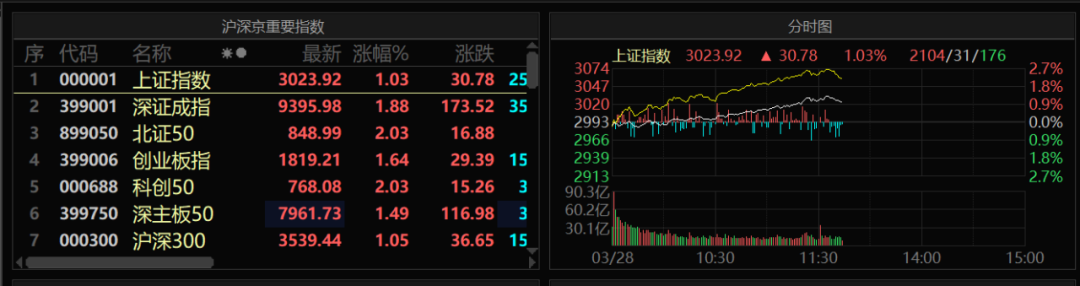 沪深京重要指数
序 代码 名称 最新 涨幅% 涨跌
1 000001 上证指数 3023.92 1.03 30.78 25
2 399001 深证成指 9395.98 1.88 173.52 35
3 899050 北证50 848.99 2.03 16.88
4 399006 创业板指 1819.21 1.64 29.39 15
5 000688 科创50 768.08 2.03 15.26 3
6 399750 深主板50 7961.73 1.49 116.98 3
7 000300 沪深300 3539.44 1.05 36.65 15
分时图
上证指数 3023.92 ▲ 30.78 1.03% 2104/31/176
3074 2.7%
3047 1.8%
3020 0.9%
2993 0.0%
2966 0.9%
2939 1.8%
2913 2.7%
90.3亿
60.2亿
30.1亿
03/28 10:30 11:30 14:00 15:00